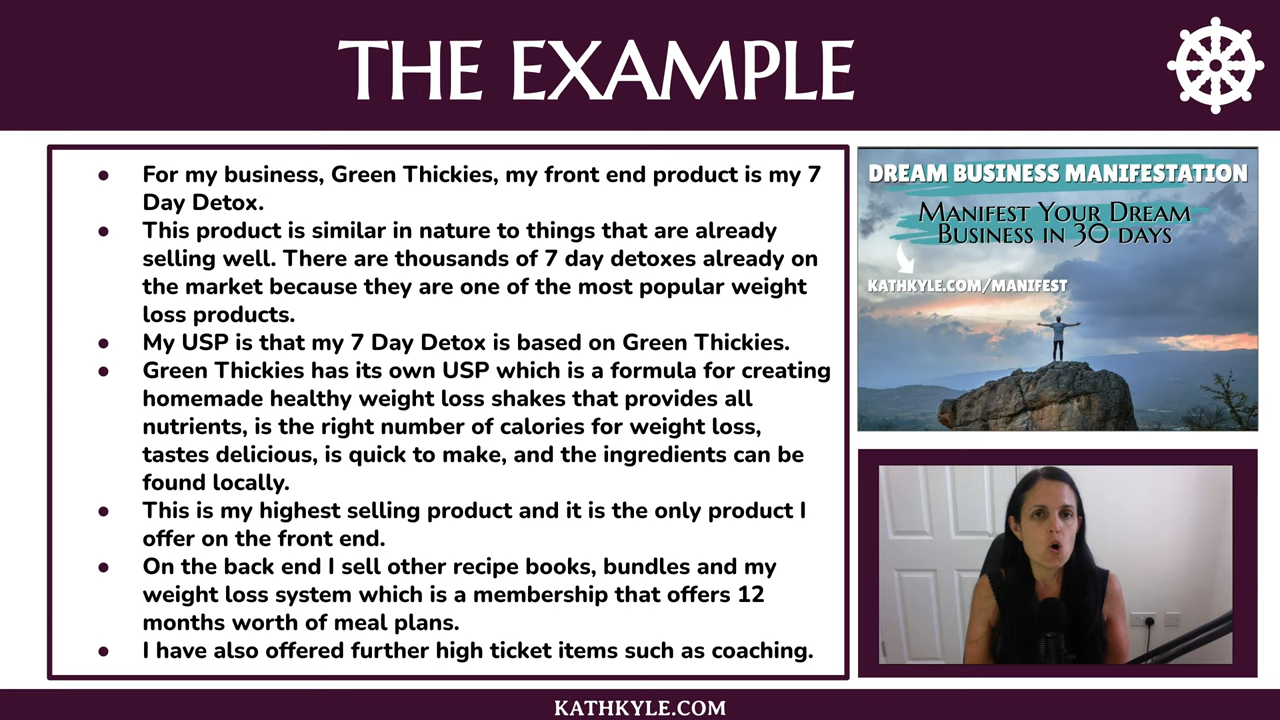 THE EXAMPLE
For my business, Green Thickies, my front end product is my 7
Day Detox.
This product is similar in nature to things that are already
selling well. There are thousands of 7 day detoxes already on
the market because they are one of the most popular weight
loss products.
My USP is that my 7 Day Detox is based on Green Thickies.
Green Thickies has its own USP which is a formula for creating
homemade healthy weight loss shakes that provides all
nutrients, is the right number of calories for weight loss,
tastes delicious, is quick to make, and the ingredients can be
found locally.
This is my highest selling product and it is the only product I
offer on the front end.
On the back end I sell other recipe books, bundles and my
weight loss system which is a membership that offers 12
months worth of meal plans.
I have also offered further high ticket items such as coaching.
DREAM BUSINESS MANIFESTATION
MANIFEST YOUR DREAM
BUSINESS IN 30 DAYS
KATHKYLE.COM/MANIFEST
KATHKYLE.COM